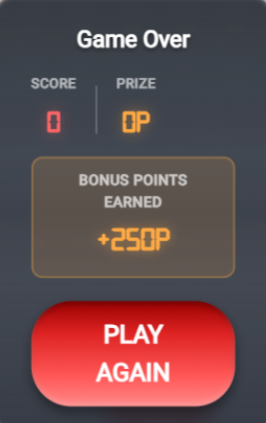 Game Over
SCORE PRIZE
0 0P
BONUS POINTS
EARNED
+250P
PLAY
AGAIN